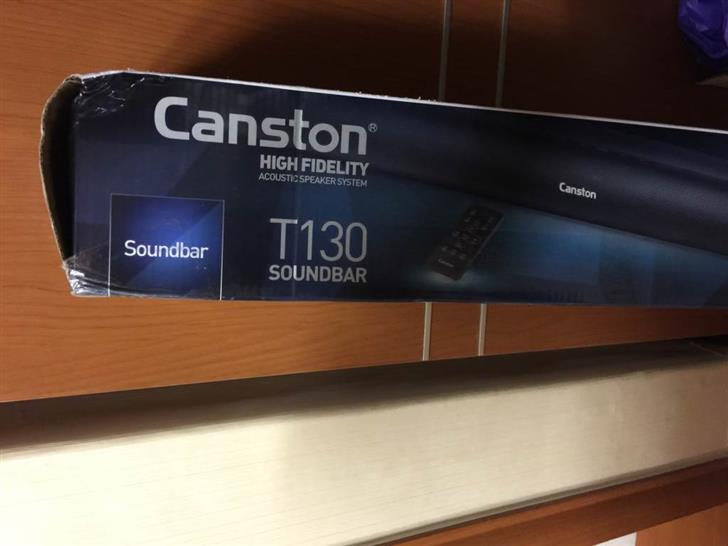 Canston®
HIGH FIDELITY
ACOUSTIC SPEAKER SYSTEM
Canston
Soundbar
T130
SOUNDBAR